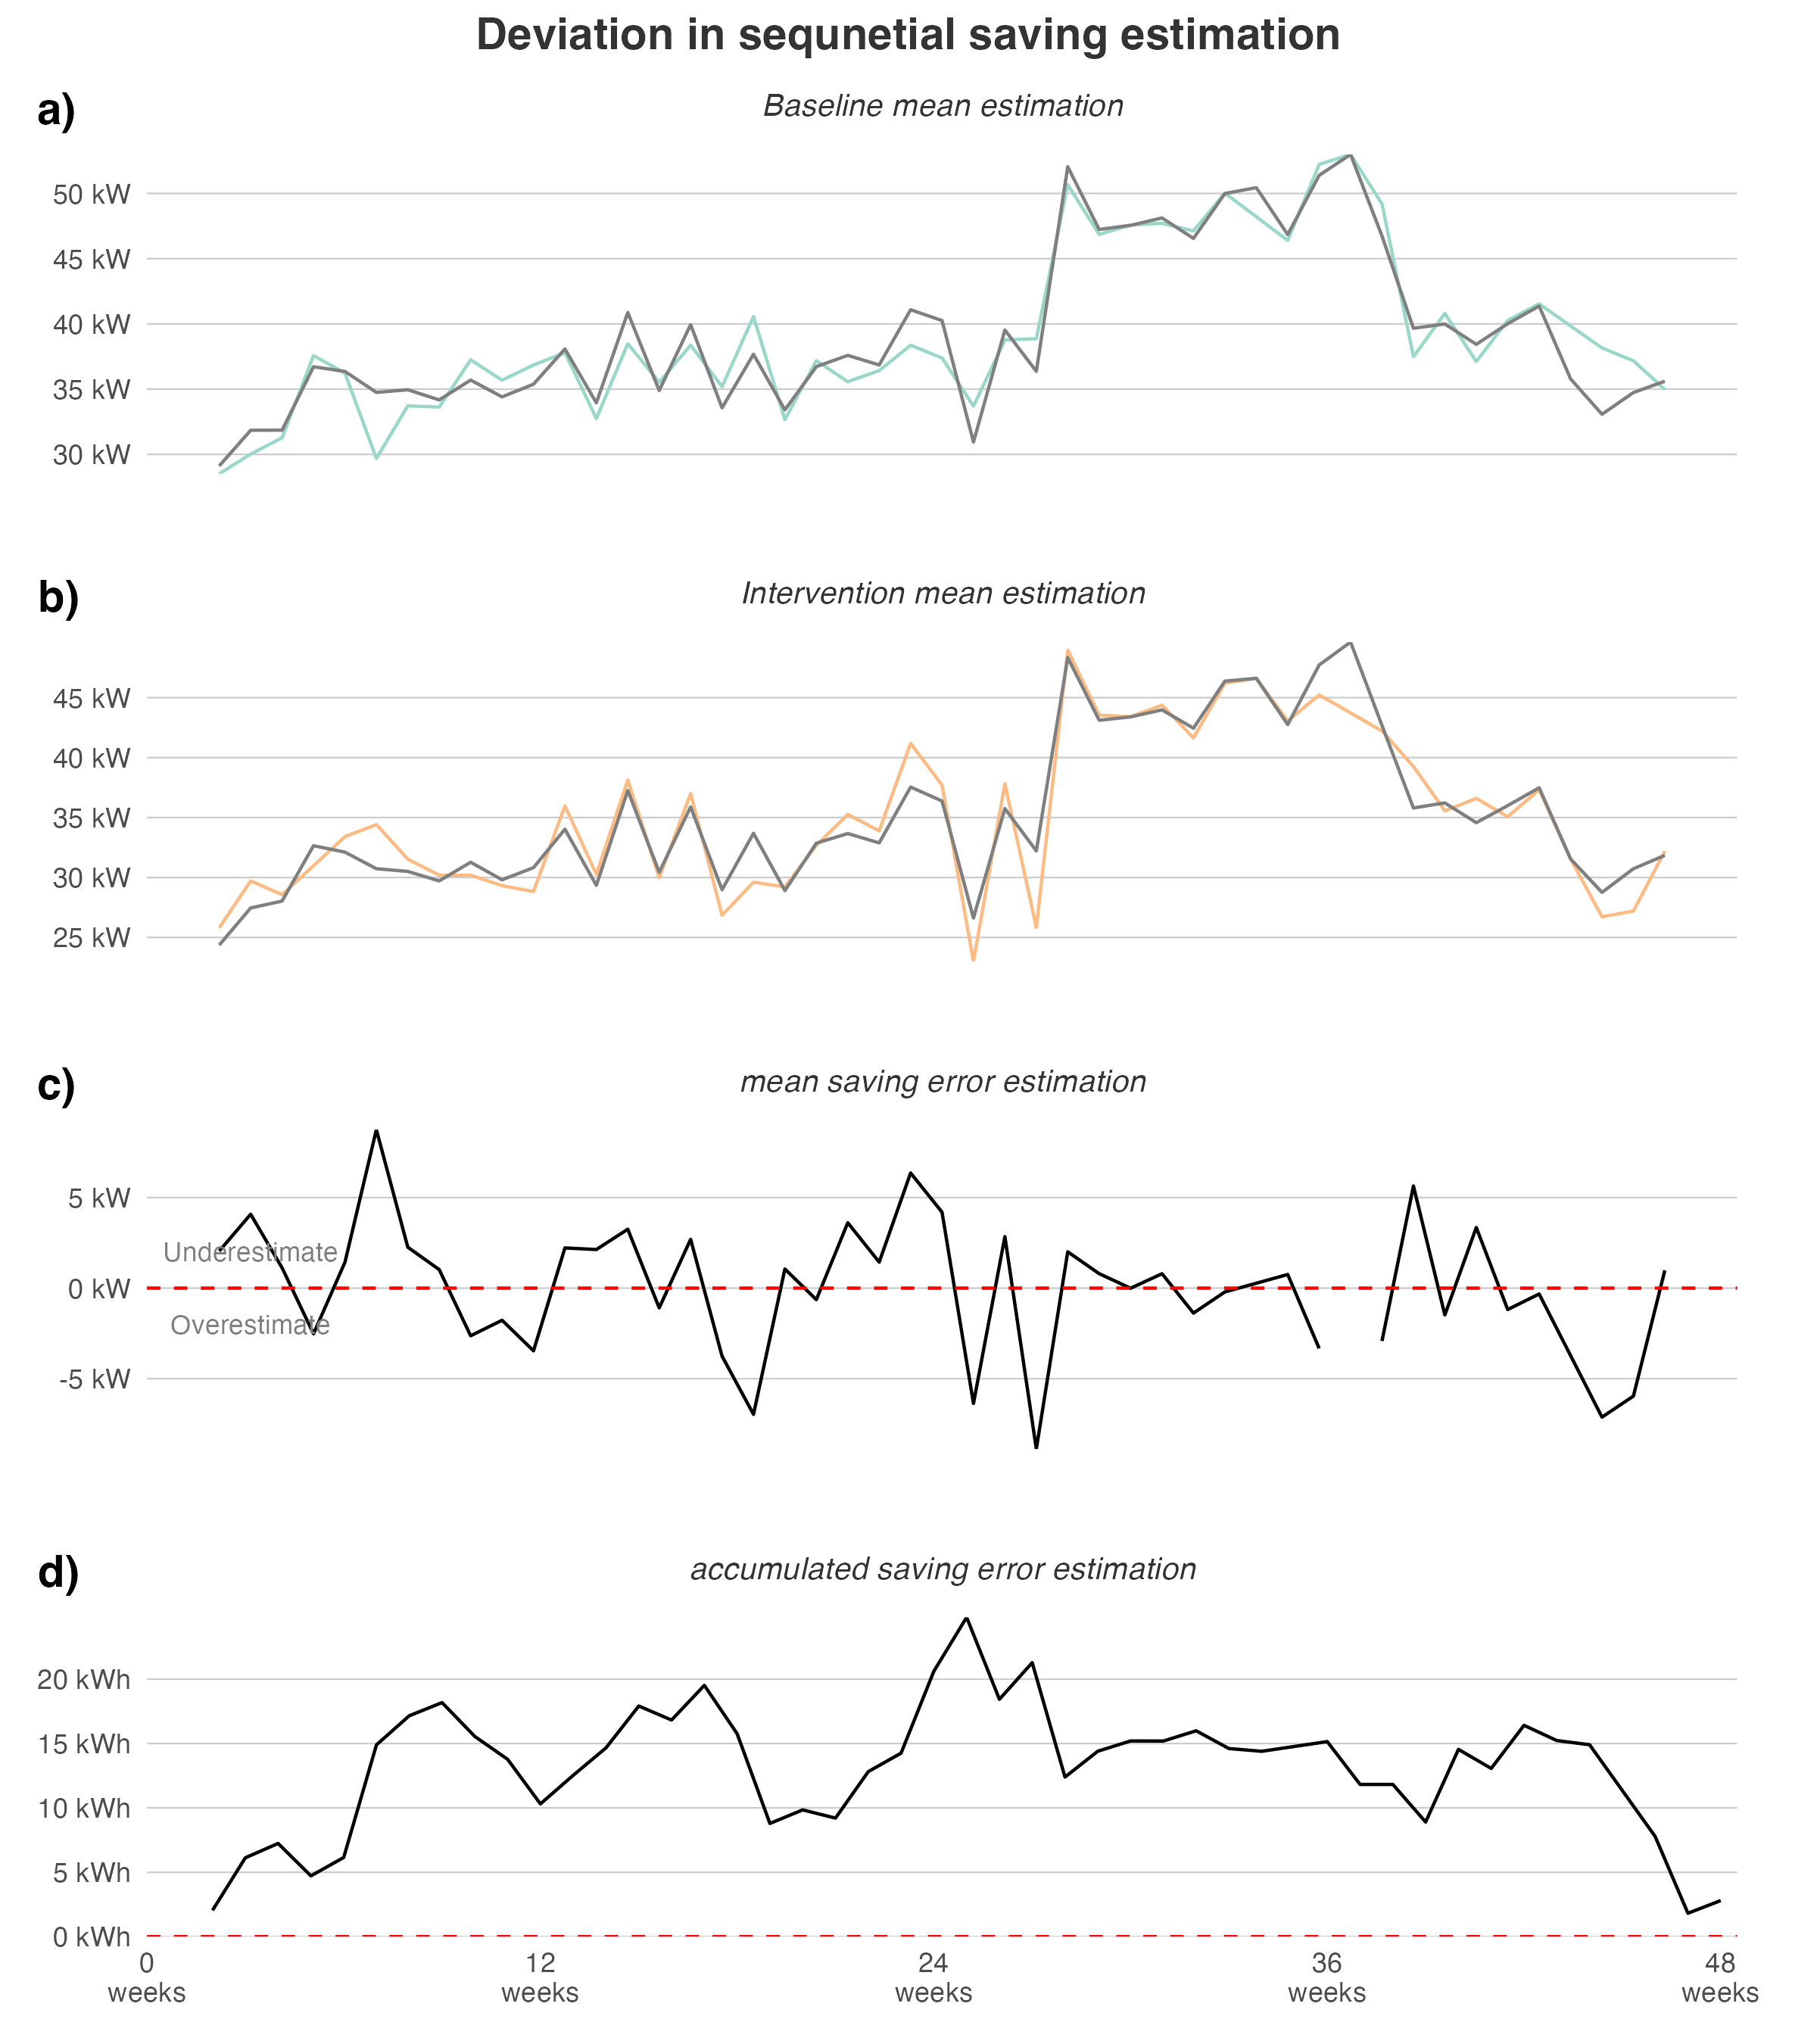 Deviation in sequnetial saving estimation
a)
Baseline mean estimation
50 kW
45 kW
40 kW
35 kW
30 kW
b)
Intervention mean estimation
45 kW
40 kW
35 kW
30 kW
25 kW
c)
mean saving error estimation
5 kW
Underestimate
0 kW
Overestimate
-5 kW
d)
accumulated saving error estimation
20 kWh
15 kWh
10 kWh
5 kWh
0 kWh
0 12 24 36 48
weeks weeks weeks weeks weeks